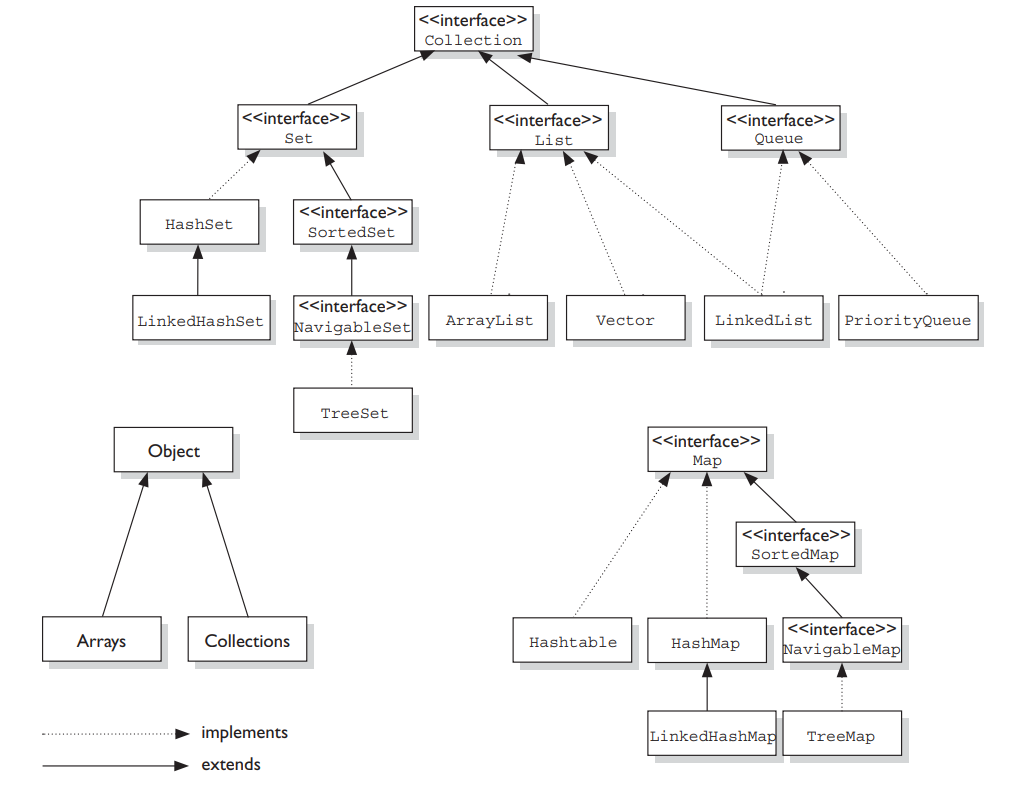 <<interface>>
Collection
<<interface>>
Set
<<interface>>
List
<<interface>>
Queue
HashSet
<<interface>>
SortedSet
LinkedHashSet
<<interface>>
NavigableSet
ArrayList
Vector
LinkedList
PriorityQueue
TreeSet
Object
<<interface>>
Map
<<interface>>
SortedMap
Arrays
Collections
Hashtable
HashMap
<<interface>>
NavigableMap
LinkedHashMap
TreeMap
implements
extends